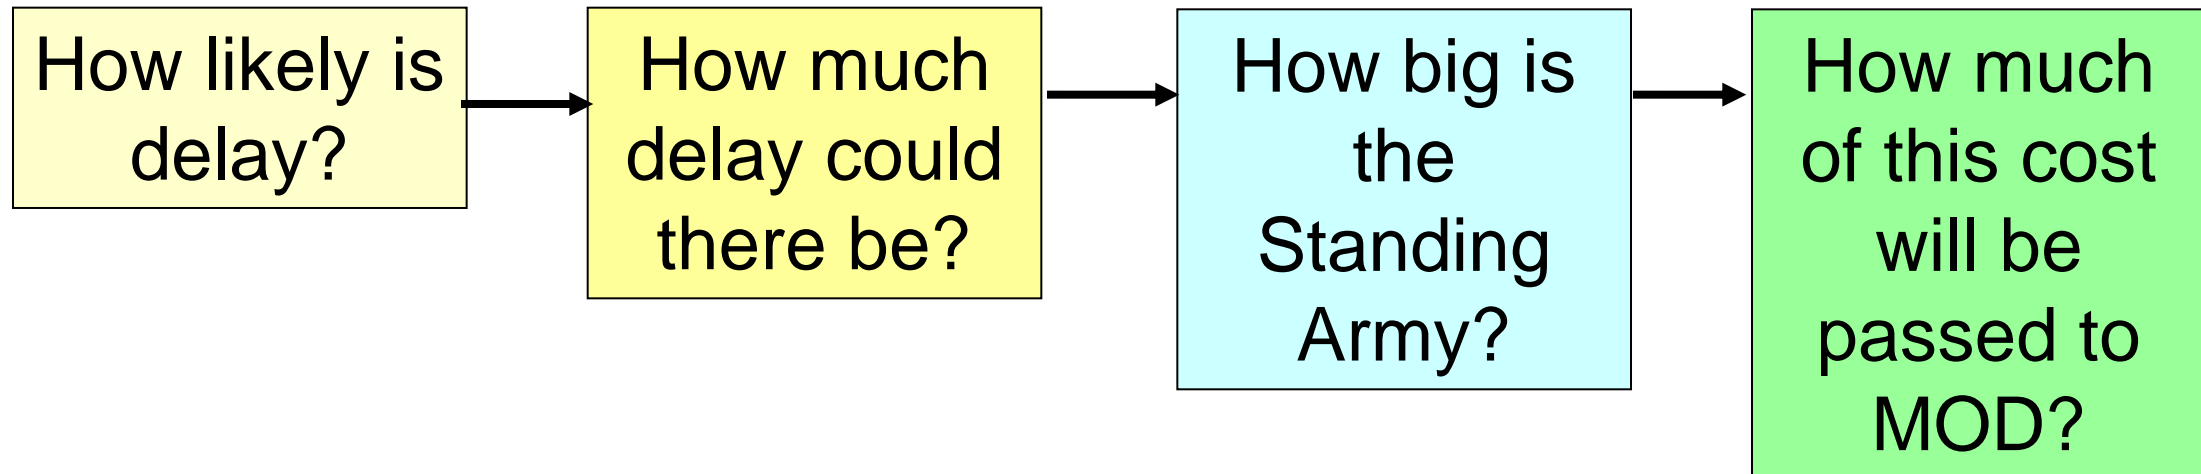 How likely is
delay?
How much
delay could
there be?
How big is
the
Standing
Army?
How much
of this cost
will be
passed to
MOD?